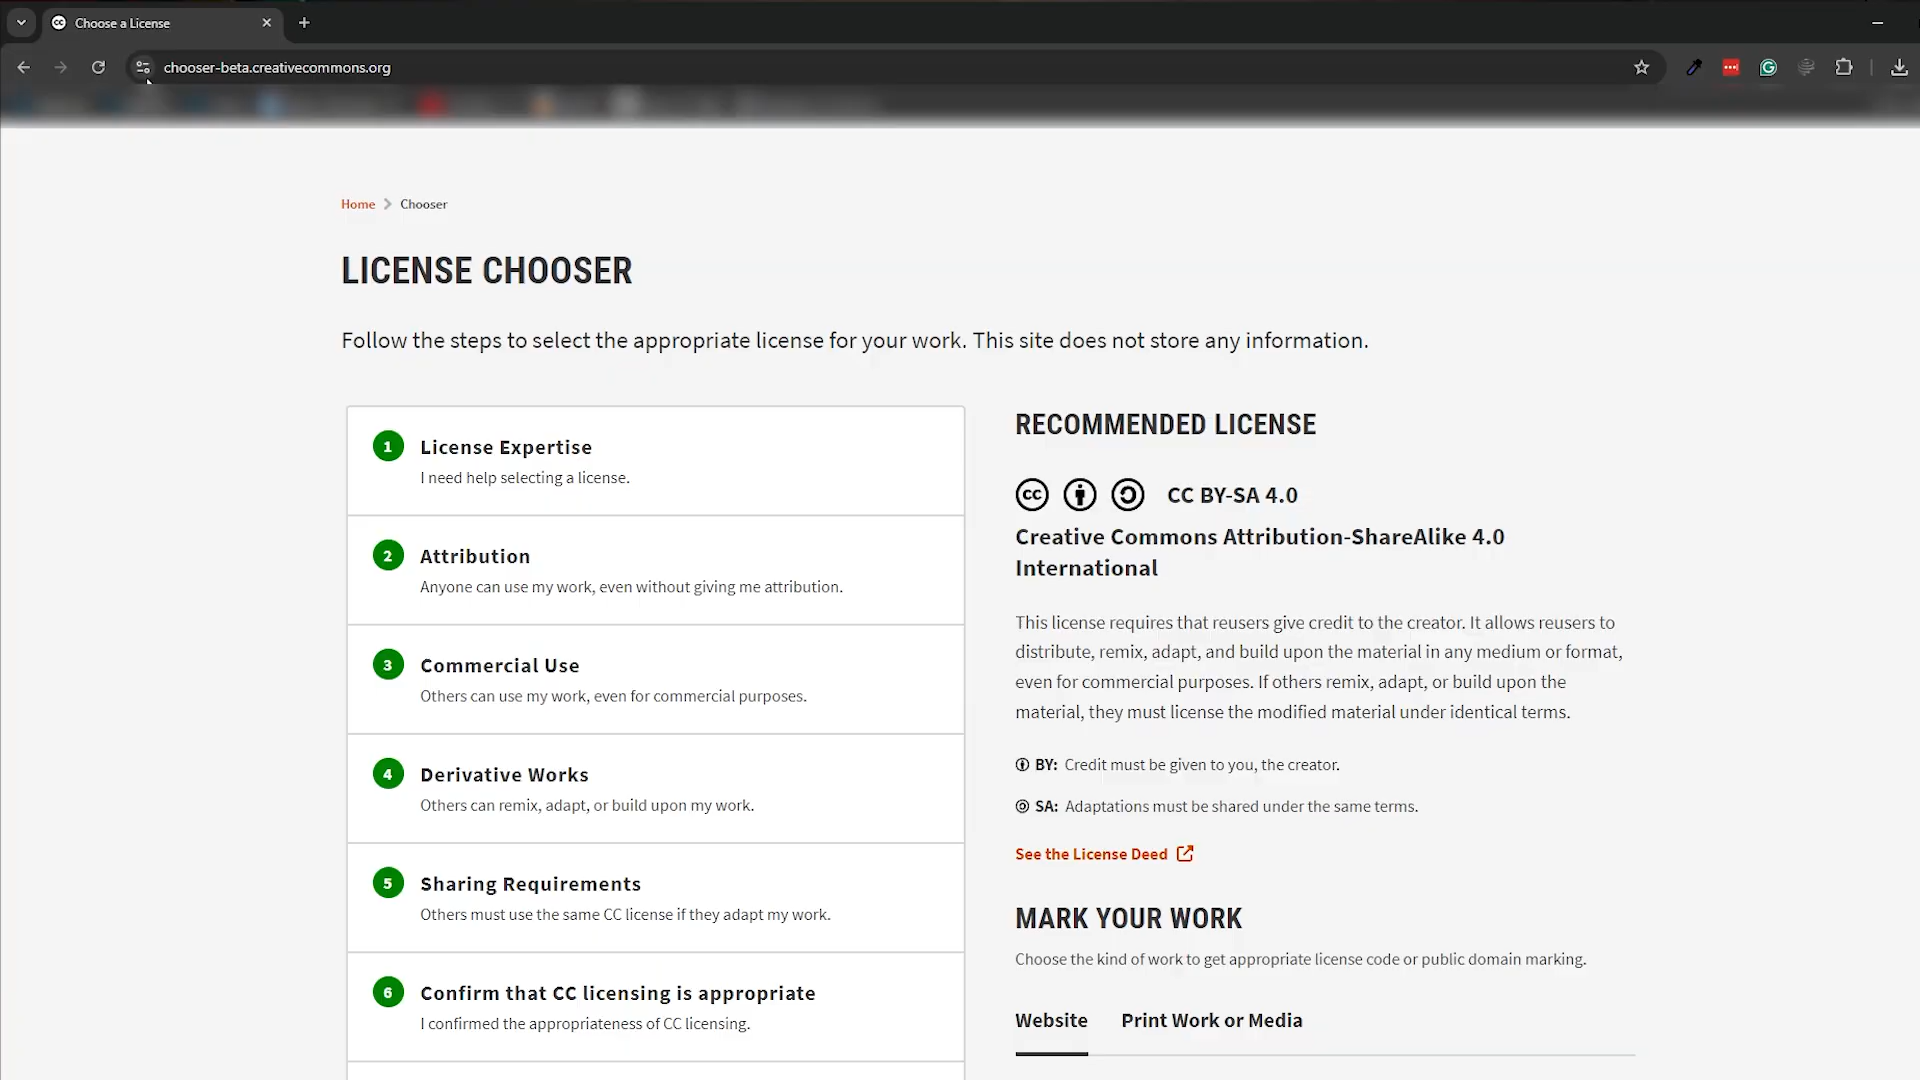 Choose a License
chooser-beta.creativecommons.org
Home > Chooser
LICENSE CHOOSER
Follow the steps to select the appropriate license for your work. This site does not store any information.
1 License Expertise
I need help selecting a license.
2 Attribution
Anyone can use my work, even without giving me attribution.
3 Commercial Use
Others can use my work, even for commercial purposes.
4 Derivative Works
Others can remix, adapt, or build upon my work.
5 Sharing Requirements
Others must use the same CC license if they adapt my work.
6 Confirm that CC licensing is appropriate
I confirmed the appropriateness of CC licensing.
RECOMMENDED LICENSE
CC BY-SA 4.0
Creative Commons Attribution-ShareAlike 4.0
International
This license requires that reusers give credit to the creator. It allows reusers to
distribute, remix, adapt, and build upon the material in any medium or format,
even for commercial purposes. If others remix, adapt, or build upon the
material, they must license the modified material under identical terms.
BY: Credit must be given to you, the creator.
SA: Adaptations must be shared under the same terms.
See the License Deed
MARK YOUR WORK
Choose the kind of work to get appropriate license code or public domain marking.
Website Print Work or Media